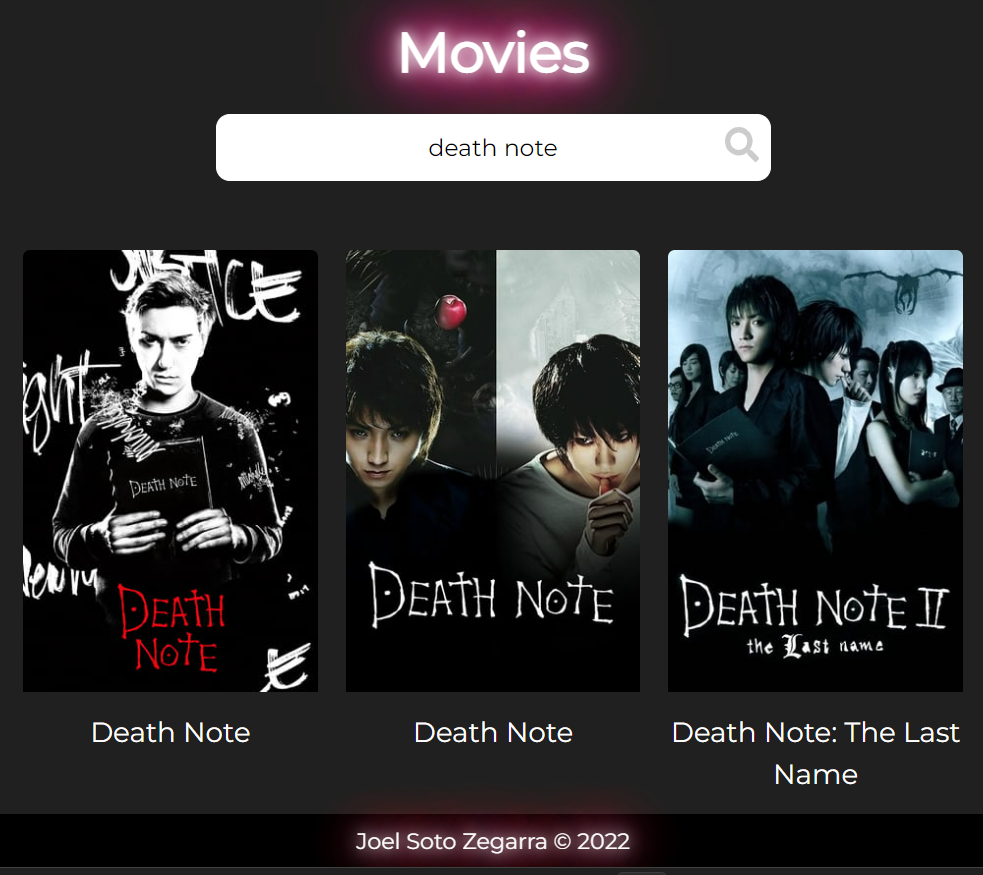 Movies
death note
JUSTICE
DEATH NOTE
DEATH
NOTE
DEATH NOTE
DEATH NOTE
DEATH NOTE II
the Last name
Death Note
Death Note
Death Note: The Last
Name
Joel Soto Zegarra © 2022